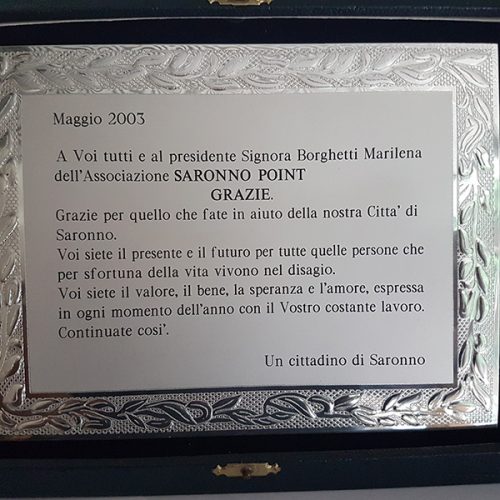 Maggio 2003
A Voi tutti e al presidente Signora Borghetti Marilena
dell'Associazione SARONNO POINT
GRAZIE.
Grazie per quello che fate in aiuto della nostra Citta' di
Saronno.
Voi siete il presente e il futuro per tutte quelle persone che
per sfortuna della vita vivono nel disagio.
Voi siete il valore, il bene, la speranza e l'amore, espressa
in ogni momento dell'anno con il Vostro costante lavoro.
Continuate cosi'.
Un cittadino di Saronno